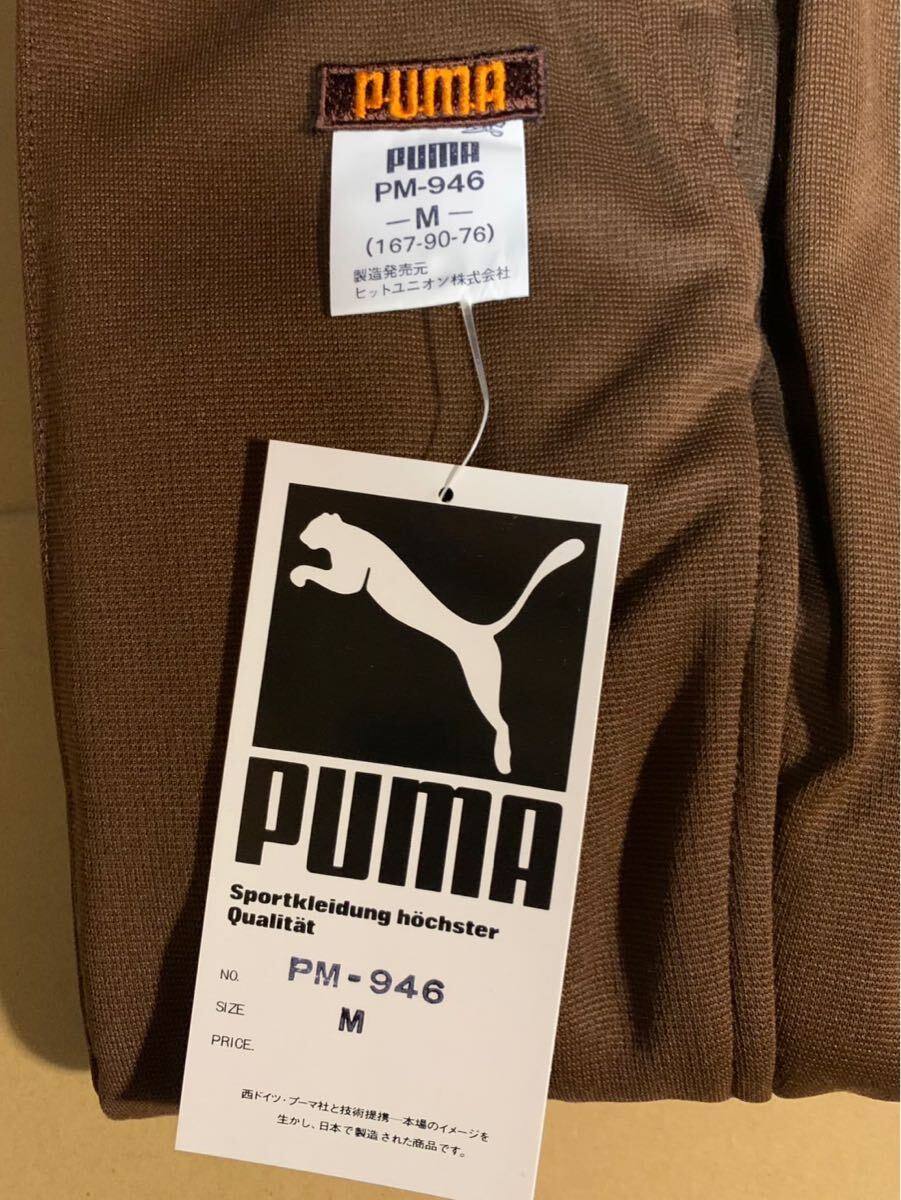 PUMA
PUMA
PM-946
—M—
(167-90-76)
製造発売元
ヒットユニオン株式会社
PUMA
Sportkleidung höchster
Qualität
NO. PM-946
SIZE M
PRICE.
西ドイツ・プーマ社と技術提携—本場のイメージを
生かし、日本で製造された商品です。